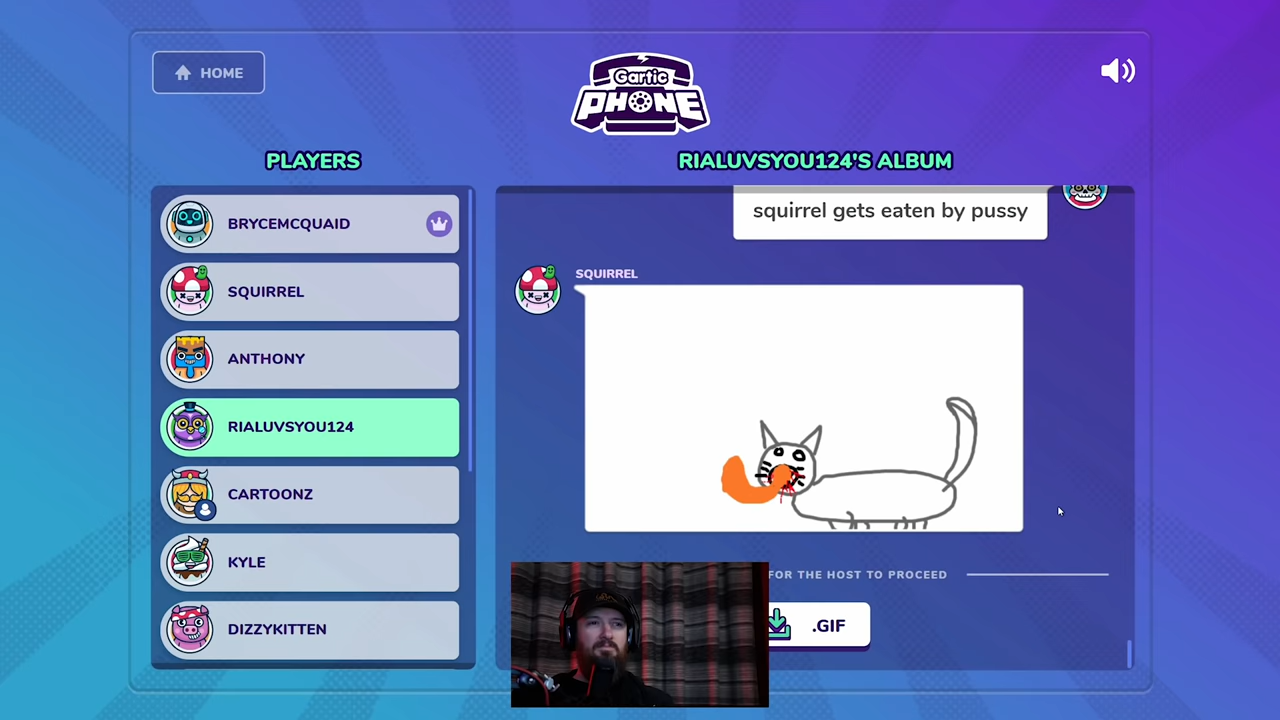 HOME
Gartic
PHONE
PLAYERS
RIALUVSYOU124'S ALBUM
BRYCEMCQUAID
SQUIRREL
ANTHONY
RIALUVSYOU124
CARTOONZ
KYLE
DIZZYKITTEN
squirrel gets eaten by pussy
SQUIRREL
FOR THE HOST TO PROCEED
.GIF